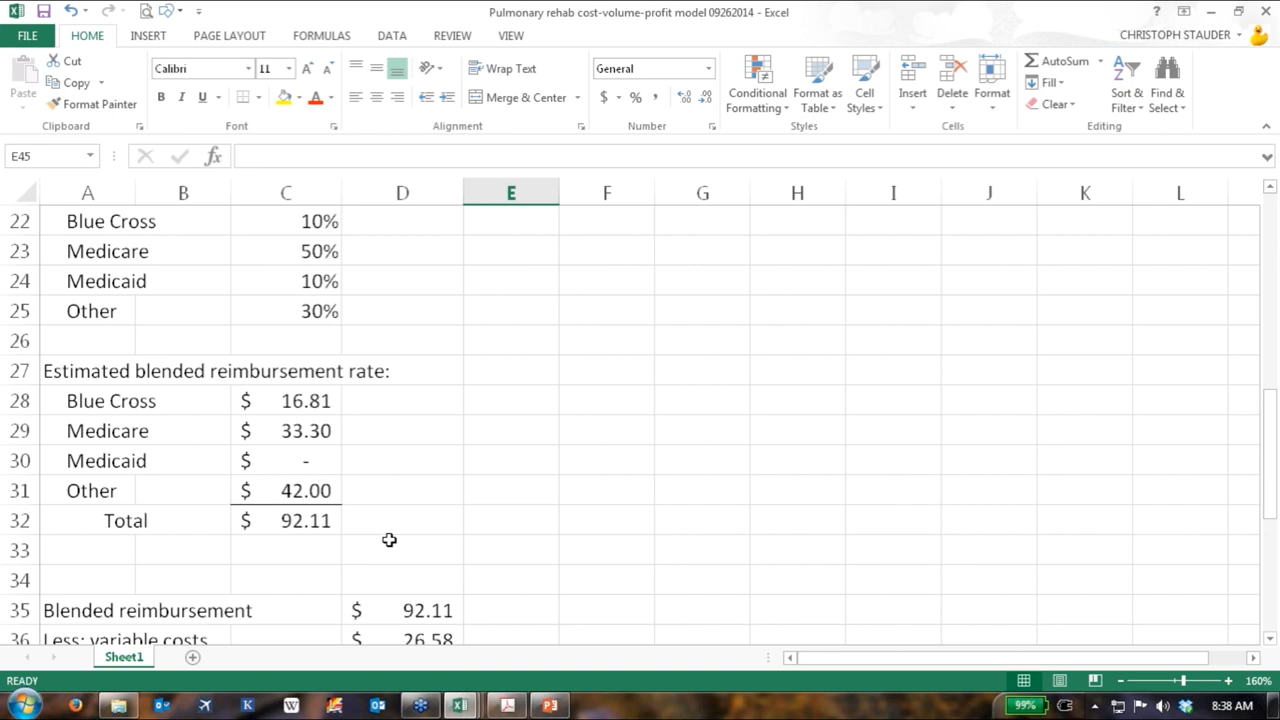 Pulmonary rehab cost-volume-profit model 09262014 - Excel
FILE HOME INSERT PAGE LAYOUT FORMULAS DATA REVIEW VIEW CHRISTOPH STAUDER
Paste
Cut
Copy
Format Painter
Clipboard
Calibri 11
B I U
Font
Wrap Text
Merge & Center
Alignment
General
$ % ,
Number
Conditional Formatting
Format as Table
Cell Styles
Styles
Insert Delete Format
Cells
AutoSum
Fill
Clear
Sort & Filter
Find & Select
Editing
E45 fx
A B C D E F G H I J K L
22 Blue Cross 10%
23 Medicare 50%
24 Medicaid 10%
25 Other 30%
26
27 Estimated blended reimbursement rate:
28 Blue Cross $ 16.81
29 Medicare $ 33.30
30 Medicaid $ -
31 Other $ 42.00
32 Total $ 92.11
33
34
35 Blended reimbursement $ 92.11
36 Less: variable costs $ 26.58
Sheet1
READY 160%
99% 8:38 AM